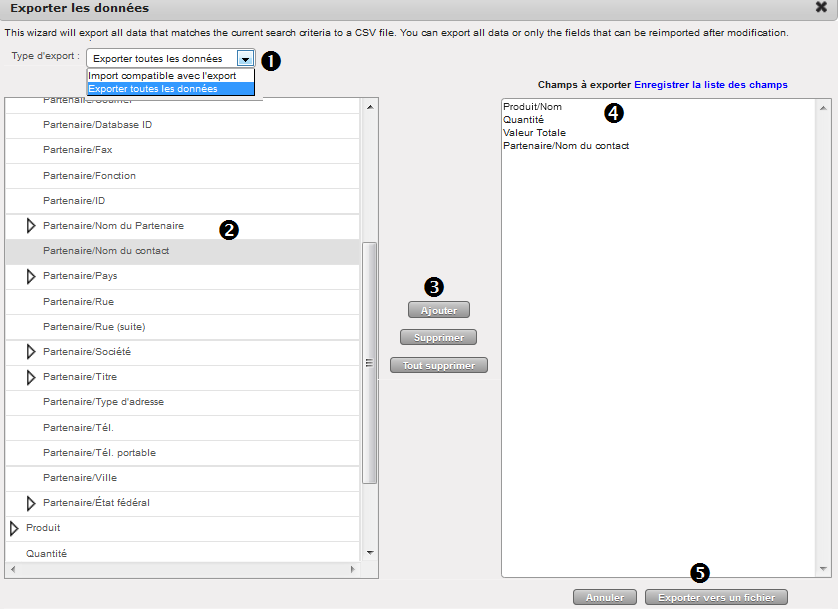 Exporter les données
This wizard will export all data that matches the current search criteria to a CSV file. You can export all data or only the fields that can be reimported after modification.
Type d'export :
Exporter toutes les données
1
Import compatible avec l'export
Exporter toutes les données
Champs à exporter Enregistrer la liste des champs
Partenaire/Database ID
Partenaire/Fax
Partenaire/Fonction
Partenaire/ID
Partenaire/Nom du Partenaire
2
Partenaire/Nom du contact
Partenaire/Pays
Partenaire/Rue
Partenaire/Rue (suite)
Partenaire/Société
Partenaire/Titre
Partenaire/Type d'adresse
Partenaire/Tél.
Partenaire/Tél. portable
Partenaire/Ville
Partenaire/État fédéral
Produit
Quantité
3
Ajouter
Supprimer
Tout supprimer
Produit/Nom
4
Quantité
Valeur Totale
Partenaire/Nom du contact
5
Annuler
Exporter vers un fichier